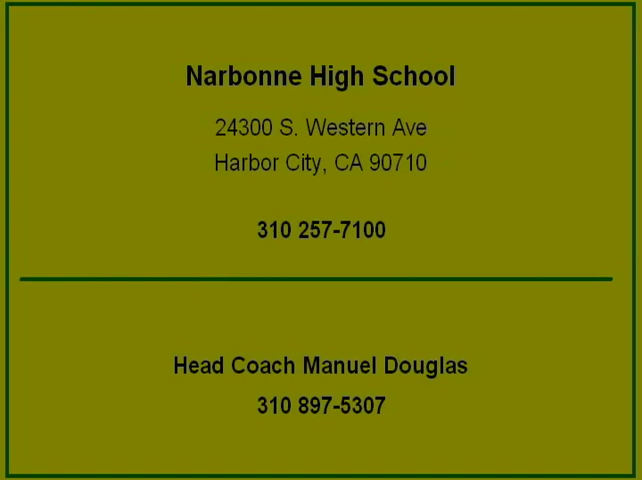 Narbonne High School
24300 S. Western Ave
Harbor City, CA 90710
310 257-7100
Head Coach Manuel Douglas
310 897-5307